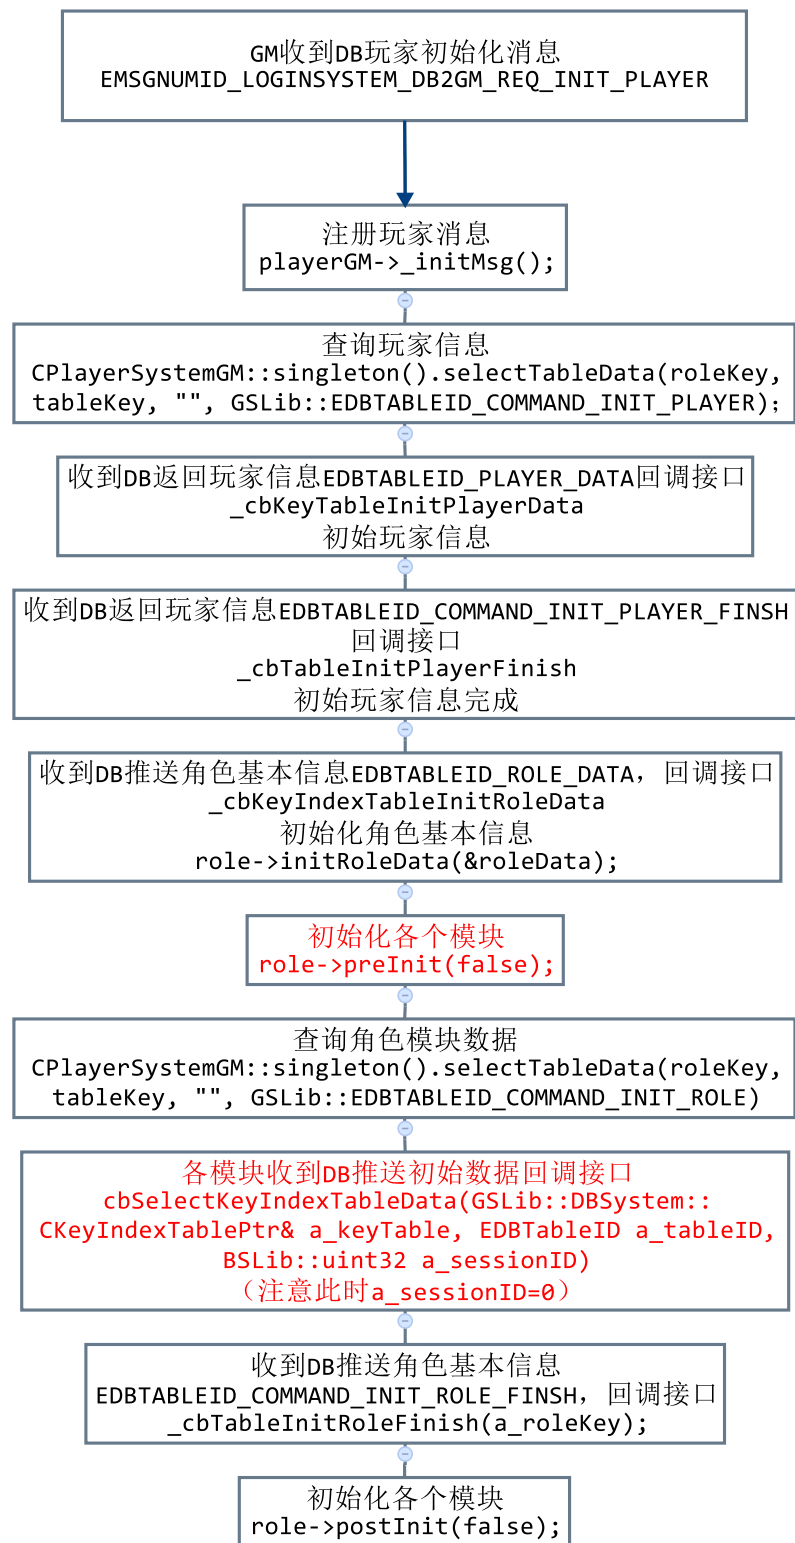 GM收到DB玩家初始化消息
EMSGNUMID_LOGINSYSTEM_DB2GM_REQ_INIT_PLAYER
注册玩家消息
playerGM->_initMsg();
查询玩家信息
CPlayerSystemGM::singleton().selectTableData(roleKey,
tableKey, "", GSLib::EDBTABLEID_COMMAND_INIT_PLAYER);
收到DB返回玩家信息EDBTABLEID_PLAYER_DATA回调接口
_cbKeyTableInitPlayerData
初始玩家信息
收到DB返回玩家信息EDBTABLEID_COMMAND_INIT_PLAYER_FINSH
回调接口
_cbTableInitPlayerFinish
初始玩家信息完成
收到DB推送角色基本信息EDBTABLEID_ROLE_DATA，回调接口
_cbKeyIndexTableInitRoleData
初始化角色基本信息
role->initRoleData(&roleData);
初始化各个模块
role->preInit(false);
查询角色模块数据
CPlayerSystemGM::singleton().selectTableData(roleKey,
tableKey, "", GSLib::EDBTABLEID_COMMAND_INIT_ROLE)
各模块收到DB推送初始数据回调接口
cbSelectKeyIndexTableData(GSLib::DBSystem::
CKeyIndexTablePtr& a_keyTable, EDBTableID a_tableID,
BSLib::uint32 a_sessionID)
（注意此时a_sessionID=0）
收到DB推送角色基本信息
EDBTABLEID_COMMAND_INIT_ROLE_FINSH，回调接口
_cbTableInitRoleFinish(a_roleKey);
初始化各个模块
role->postInit(false);